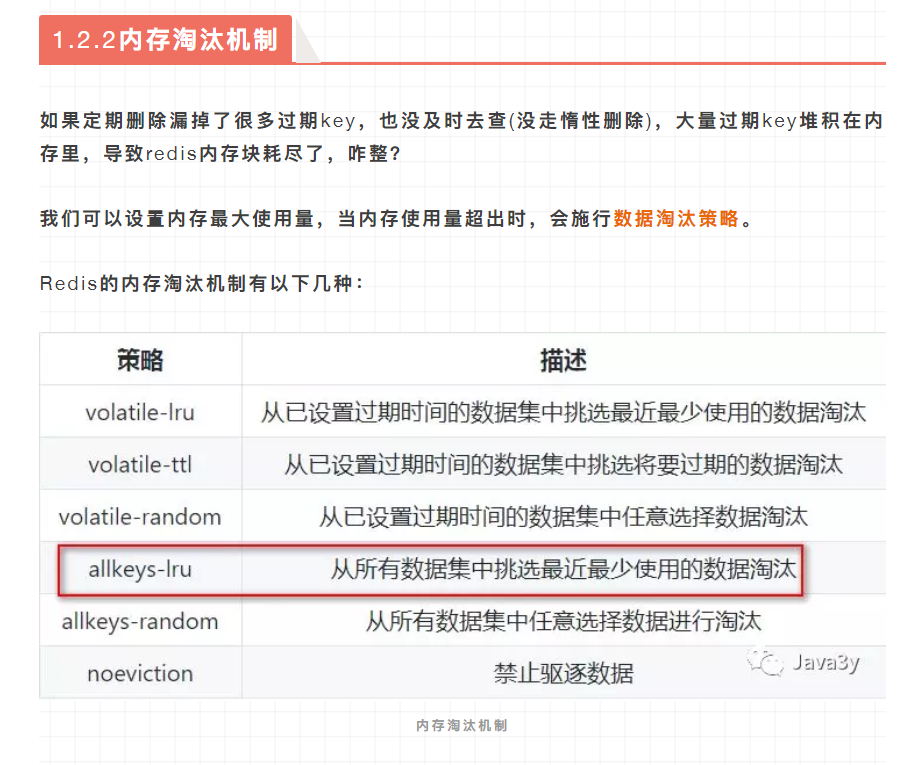 1.2.2内存淘汰机制
如果定期删除漏掉了很多过期key，也没及时去查(没走惰性删除)，大量过期key堆积在内
存里，导致redis内存块耗尽了，咋整?
我们可以设置内存最大使用量，当内存使用量超出时，会施行数据淘汰策略。
Redis的内存淘汰机制有以下几种：
策略 描述
volatile-lru 从已设置过期时间的数据集中挑选最近最少使用的数据淘汰
volatile-ttl 从已设置过期时间的数据集中挑选将要过期的数据淘汰
volatile-random 从已设置过期时间的数据集中任意选择数据淘汰
allkeys-lru 从所有数据集中挑选最近最少使用的数据淘汰
allkeys-random 从所有数据集中任意选择数据进行淘汰
noeviction 禁止驱逐数据
Java3y
内存淘汰机制